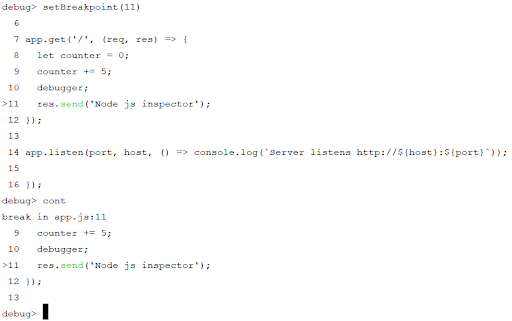 debug> setBreakpoint(11)
  6
  7 app.get('/', (req, res) => {
  8   let counter = 0;
  9   counter += 5;
 10   debugger;
>11   res.send('Node js inspector');
 12 });
 13
 14 app.listen(port, host, () => console.log(`Server listens http://${host}:${port}`));
 15
 16 });
debug> cont
break in app.js:11
  9   counter += 5;
 10   debugger;
>11   res.send('Node js inspector');
 12 });
 13
debug>